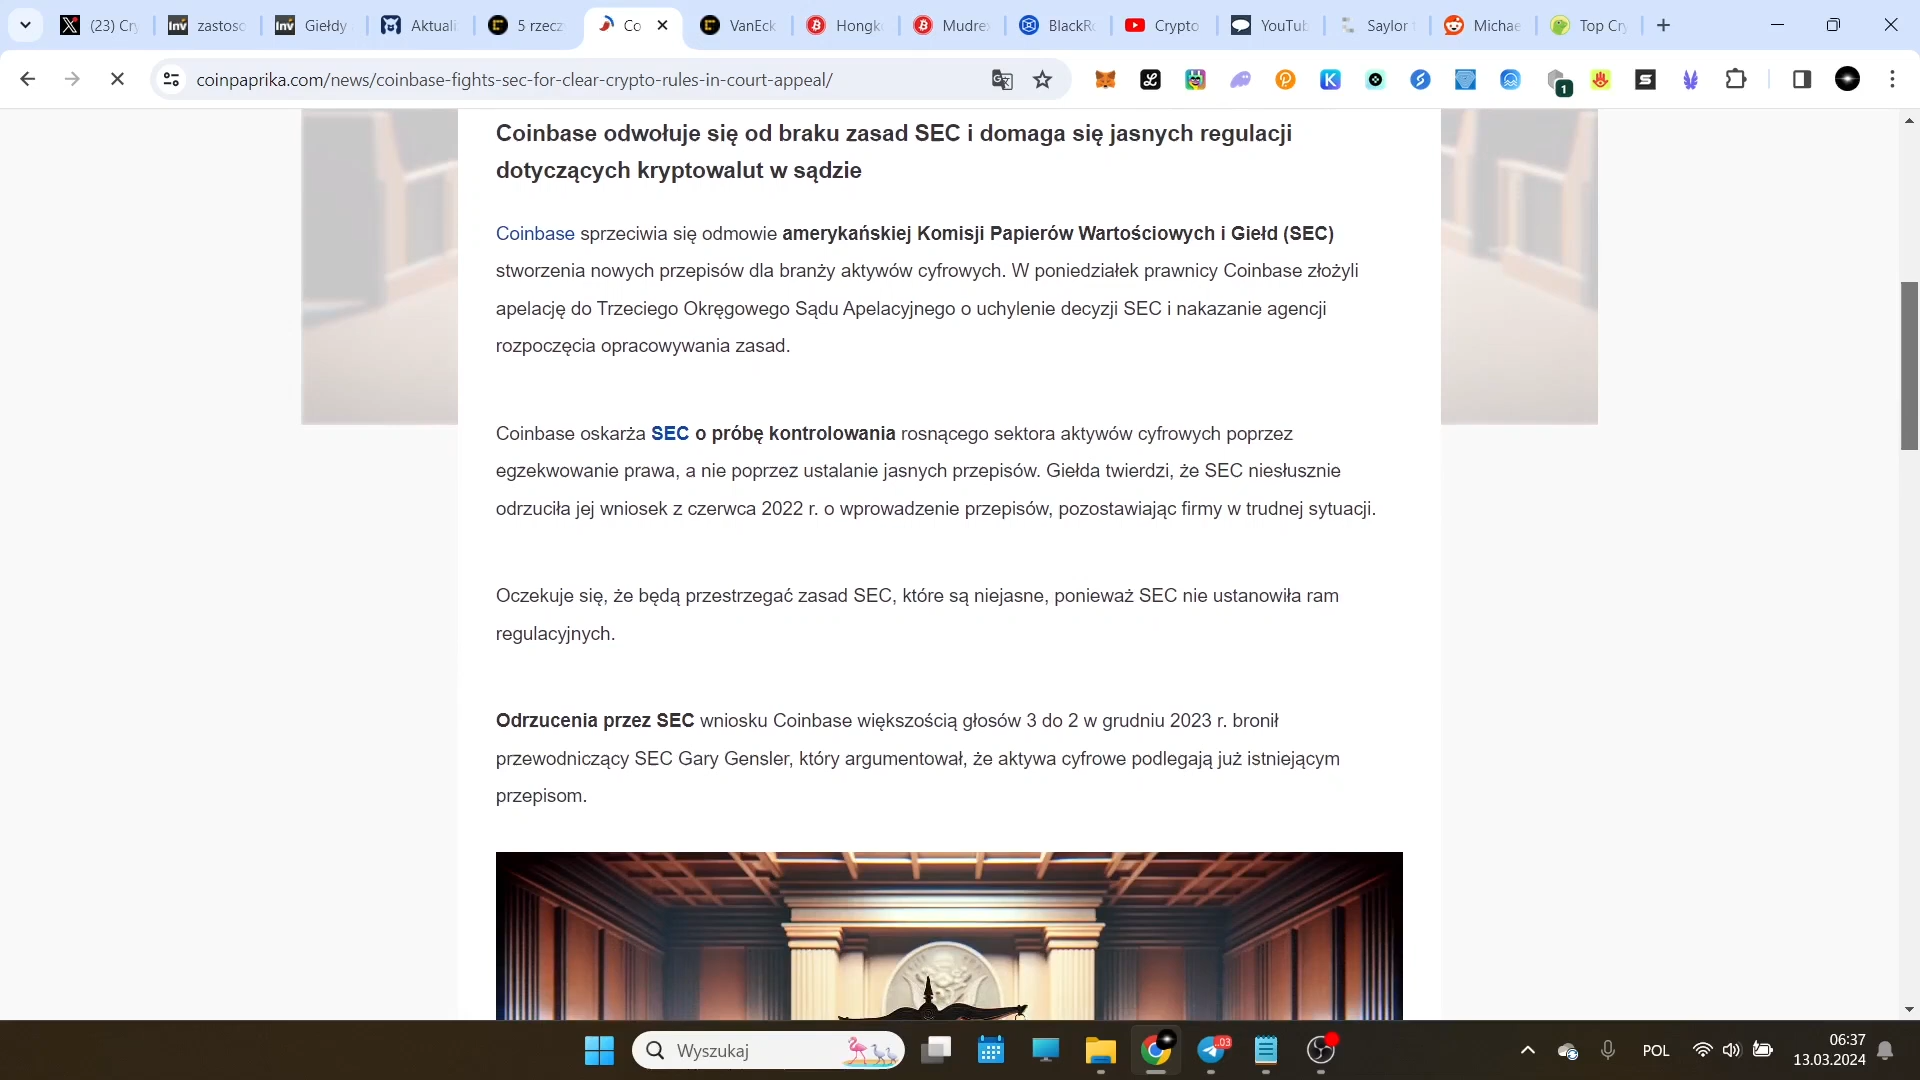 (23) Cry
zastoso
Giełdy
Aktuali
5 rzecz
Co
VanEck
Hongk
Mudrex
BlackRo
Crypto
YouTub
Saylor
Michae
Top Cry
coinpaprika.com/news/coinbase-fights-sec-for-clear-crypto-rules-in-court-appeal/
1
Coinbase odwołuje się od braku zasad SEC i domaga się jasnych regulacji
dotyczących kryptowalut w sądzie
Coinbase sprzeciwia się odmowie amerykańskiej Komisji Papierów Wartościowych i Giełd (SEC)
stworzenia nowych przepisów dla branży aktywów cyfrowych. W poniedziałek prawnicy Coinbase złożyli
apelację do Trzeciego Okręgowego Sądu Apelacyjnego o uchylenie decyzji SEC i nakazanie agencji
rozpoczęcia opracowywania zasad.
Coinbase oskarża SEC o próbę kontrolowania rosnącego sektora aktywów cyfrowych poprzez
egzekwowanie prawa, a nie poprzez ustalanie jasnych przepisów. Giełda twierdzi, że SEC niesłusznie
odrzuciła jej wniosek z czerwca 2022 r. o wprowadzenie przepisów, pozostawiając firmy w trudnej sytuacji.
Oczekuje się, że będą przestrzegać zasad SEC, które są niejasne, ponieważ SEC nie ustanowiła ram
regulacyjnych.
Odrzucenia przez SEC wniosku Coinbase większością głosów 3 do 2 w grudniu 2023 r. bronił
przewodniczący SEC Gary Gensler, który argumentował, że aktywa cyfrowe podlegają już istniejącym
przepisom.
Wyszukaj
POL
06:37
13.03.2024